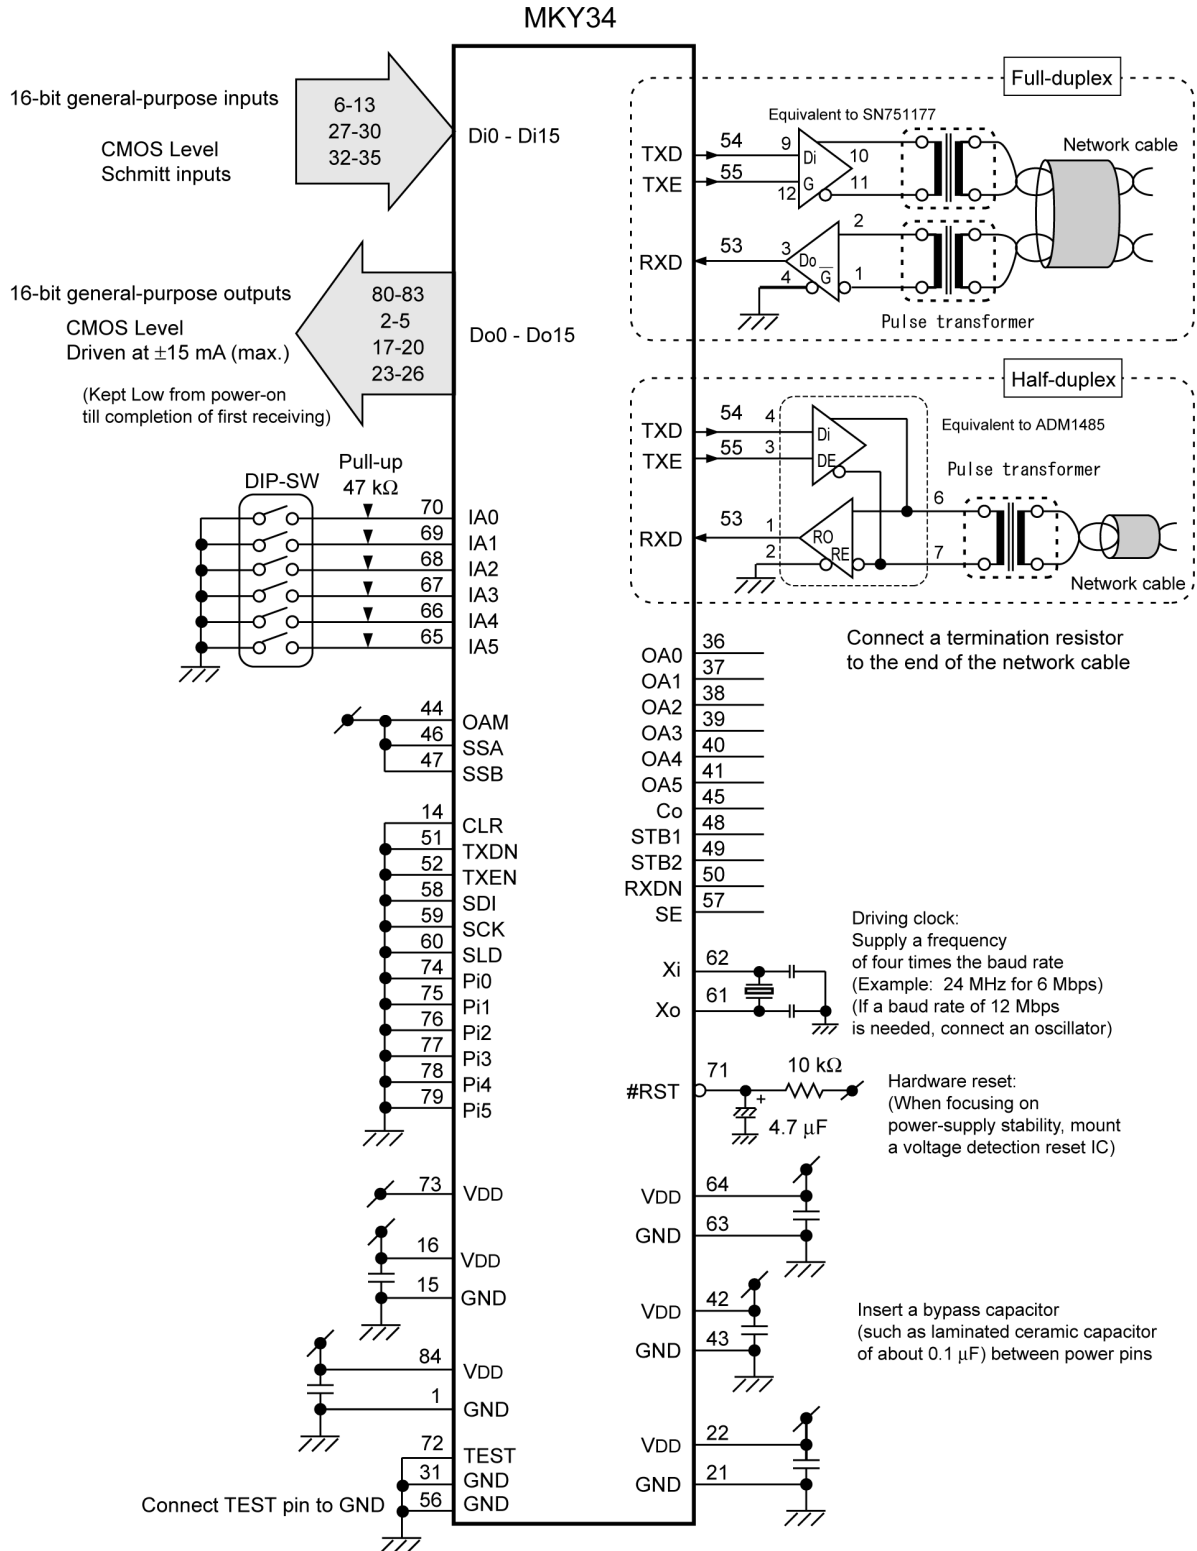 MKY34
16-bit general-purpose inputs
CMOS Level
Schmitt inputs
6-13
27-30
32-35
Di0 - Di15
16-bit general-purpose outputs
CMOS Level
Driven at ±15 mA (max.)
(Kept Low from power-on
till completion of first receiving)
80-83
2-5
17-20
23-26
Do0 - Do15
DIP-SW
Pull-up
47 kΩ
70 IA0
69 IA1
68 IA2
67 IA3
66 IA4
65 IA5
44 OAM
46 SSA
47 SSB
14 CLR
51 TXDN
52 TXEN
58 SDI
59 SCK
60 SLD
74 Pi0
75 Pi1
76 Pi2
77 Pi3
78 Pi4
79 Pi5
73 VDD
16 VDD
15 GND
84 VDD
1 GND
72 TEST
31 GND
56 GND
Connect TEST pin to GND
Full-duplex
Equivalent to SN751177
Network cable
TXD 54 9 Di 10
TXE 55 12 G 11
RXD 53 3 Do 2
4 G 1
Pulse transformer
Half-duplex
Equivalent to ADM1485
TXD 54 4 Di
TXE 55 3 DE
Pulse transformer
RXD 53 1 RO 6
2 RE 7
Network cable
Connect a termination resistor
to the end of the network cable
OA0 36
OA1 37
OA2 38
OA3 39
OA4 40
OA5 41
Co 45
STB1 48
STB2 49
RXDN 50
SE 57
Xi 62
Xo 61
Driving clock:
Supply a frequency
of four times the baud rate
(Example: 24 MHz for 6 Mbps)
(If a baud rate of 12 Mbps
is needed, connect an oscillator)
#RST 71 10 kΩ
+
4.7 μF
Hardware reset:
(When focusing on
power-supply stability, mount
a voltage detection reset IC)
VDD 64
GND 63
VDD 42
GND 43
Insert a bypass capacitor
(such as laminated ceramic capacitor
of about 0.1 μF) between power pins
VDD 22
GND 21